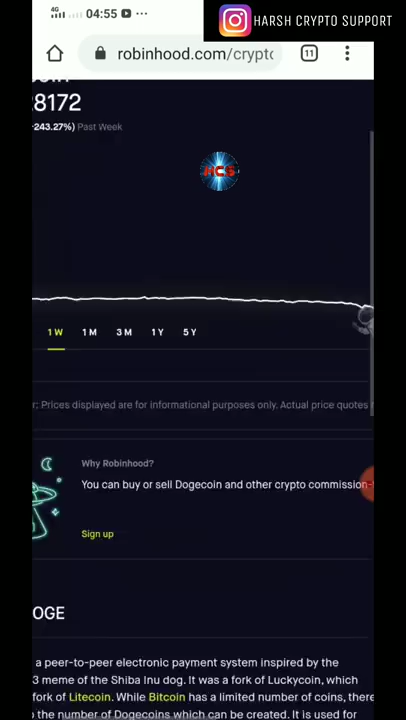 4G 04:55
HARSH CRYPTO SUPPORT
robinhood.com/crypto
11
28172
-243.27%) Past Week
HCS
1W 1M 3M 1Y 5Y
r: Prices displayed are for informational purposes only. Actual price quotes
Why Robinhood?
You can buy or sell Dogecoin and other crypto commission-
Sign up
OGE
a peer-to-peer electronic payment system inspired by the
3 meme of the Shiba Inu dog. It was a fork of Luckycoin, which
fork of Litecoin. While Bitcoin has a limited number of coins, there
the number of Dogecoins which can be created. It is used for